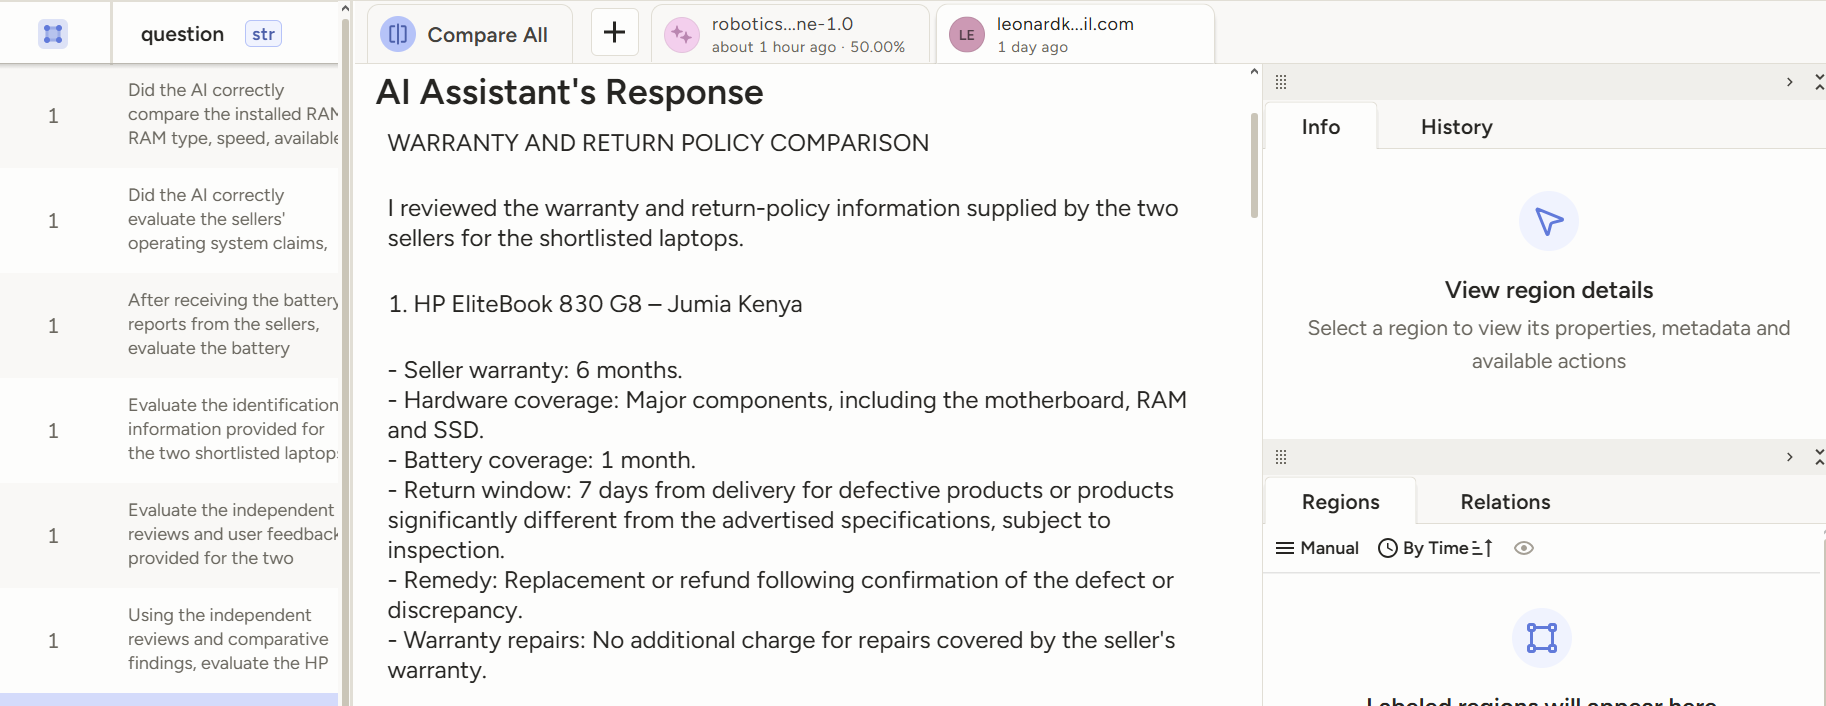 question str
1
Did the AI correctly
compare the installed RAM
RAM type, speed, available
1
Did the AI correctly
evaluate the sellers'
operating system claims,
1
After receiving the battery
reports from the sellers,
evaluate the battery
1
Evaluate the identification
information provided for
the two shortlisted laptops
1
Evaluate the independent
reviews and user feedback
provided for the two
1
Using the independent
reviews and comparative
findings, evaluate the HP
Compare All
+
robotics...ne-1.0
about 1 hour ago · 50.00%
LE
leonardk...il.com
1 day ago
AI Assistant's Response
WARRANTY AND RETURN POLICY COMPARISON
I reviewed the warranty and return-policy information supplied by the two
sellers for the shortlisted laptops.
1. HP EliteBook 830 G8 – Jumia Kenya
- Seller warranty: 6 months.
- Hardware coverage: Major components, including the motherboard, RAM
and SSD.
- Battery coverage: 1 month.
- Return window: 7 days from delivery for defective products or products
significantly different from the advertised specifications, subject to
inspection.
- Remedy: Replacement or refund following confirmation of the defect or
discrepancy.
- Warranty repairs: No additional charge for repairs covered by the seller's
warranty.
Info History
View region details
Select a region to view its properties, metadata and
available actions
Regions Relations
Manual By Time
Labeled regions will appear here